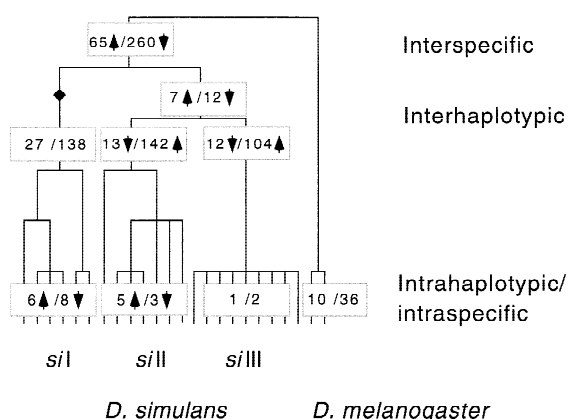 65/260
Interspecific
7/12
Interhaplotypic
27 /138
13/142
12/104
6/8
5/3
1/2
10 /36
Intrahaplotypic/
intraspecific
siI
siII
siIII
D. simulans
D. melanogaster